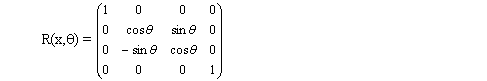 R(x,θ) = ( 1 0 0 0
0 cosθ sinθ 0
0 −sinθ cosθ 0
0 0 0 1 )